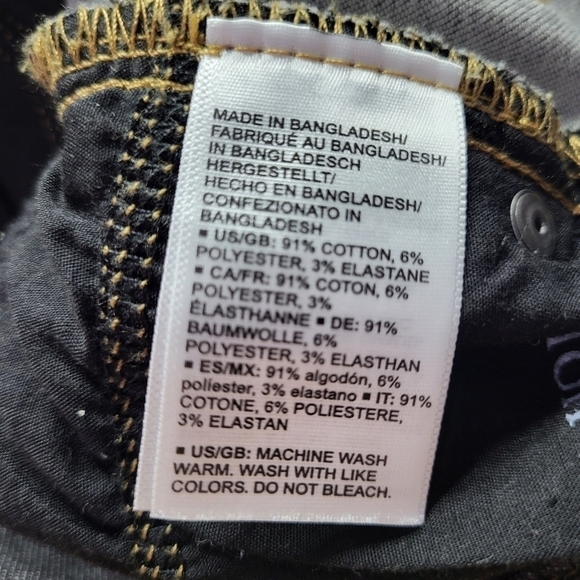 MADE IN BANGLADESH/
FABRIQUÉ AU BANGLADESH/
IN BANGLADESCH
HERGESTELLT/
HECHO EN BANGLADESH/
CONFEZIONATO IN
BANGLADESH
▪ US/GB: 91% COTTON, 6%
POLYESTER, 3% ELASTANE
▪ CA/FR: 91% COTON, 6%
POLYESTER, 3%
ÉLASTHANNE ▪ DE: 91%
BAUMWOLLE, 6%
POLYESTER, 3% ELASTHAN
▪ ES/MX: 91% algodón, 6%
poliester, 3% elastano ▪ IT: 91%
COTONE, 6% POLIESTERE,
3% ELASTAN
▪ US/GB: MACHINE WASH
WARM. WASH WITH LIKE
COLORS. DO NOT BLEACH.